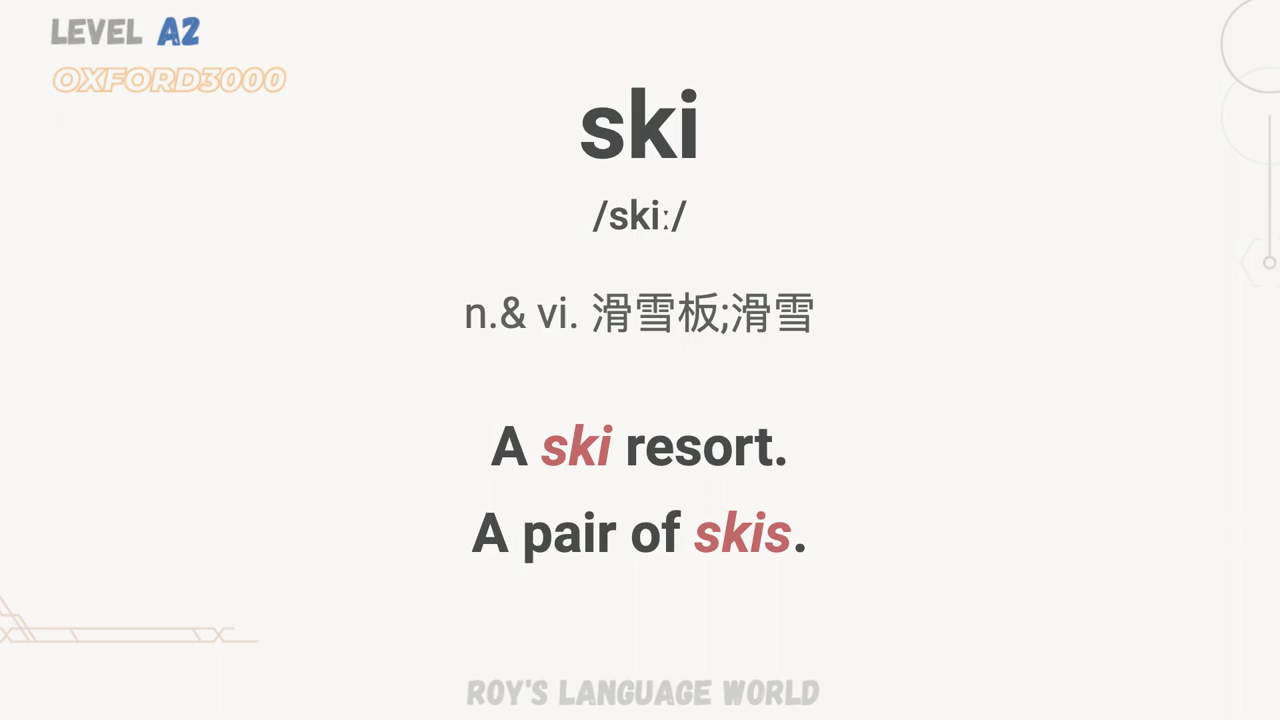 LEVEL A2
OXFORD3000
ski
/skiː/
n.& vi. 滑雪板;滑雪
A ski resort.
A pair of skis.
ROY'S LANGUAGE WORLD